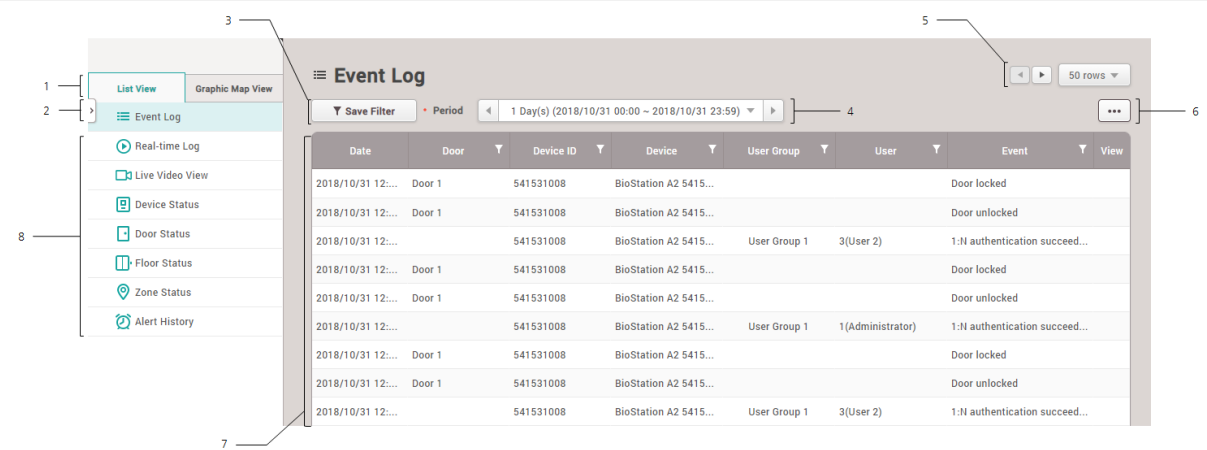 3
5
1
List View Graphic Map View
Event Log
50 rows
2
Event Log
Save Filter • Period 1 Day(s) (2018/10/31 00:00 ~ 2018/10/31 23:59)
4
6
8
Real-time Log
Live Video View
Device Status
Door Status
Floor Status
Zone Status
Alert History
Date Door Device ID Device User Group User Event View
2018/10/31 12:... Door 1 541531008 BioStation A2 5415... Door locked
2018/10/31 12:... Door 1 541531008 BioStation A2 5415... Door unlocked
2018/10/31 12:... 541531008 BioStation A2 5415... User Group 1 3(User 2) 1:N authentication succeed...
2018/10/31 12:... Door 1 541531008 BioStation A2 5415... Door locked
2018/10/31 12:... Door 1 541531008 BioStation A2 5415... Door unlocked
2018/10/31 12:... 541531008 BioStation A2 5415... User Group 1 1(Administrator) 1:N authentication succeed...
2018/10/31 12:... Door 1 541531008 BioStation A2 5415... Door locked
2018/10/31 12:... Door 1 541531008 BioStation A2 5415... Door unlocked
2018/10/31 12:... 541531008 BioStation A2 5415... User Group 1 3(User 2) 1:N authentication succeed...
7